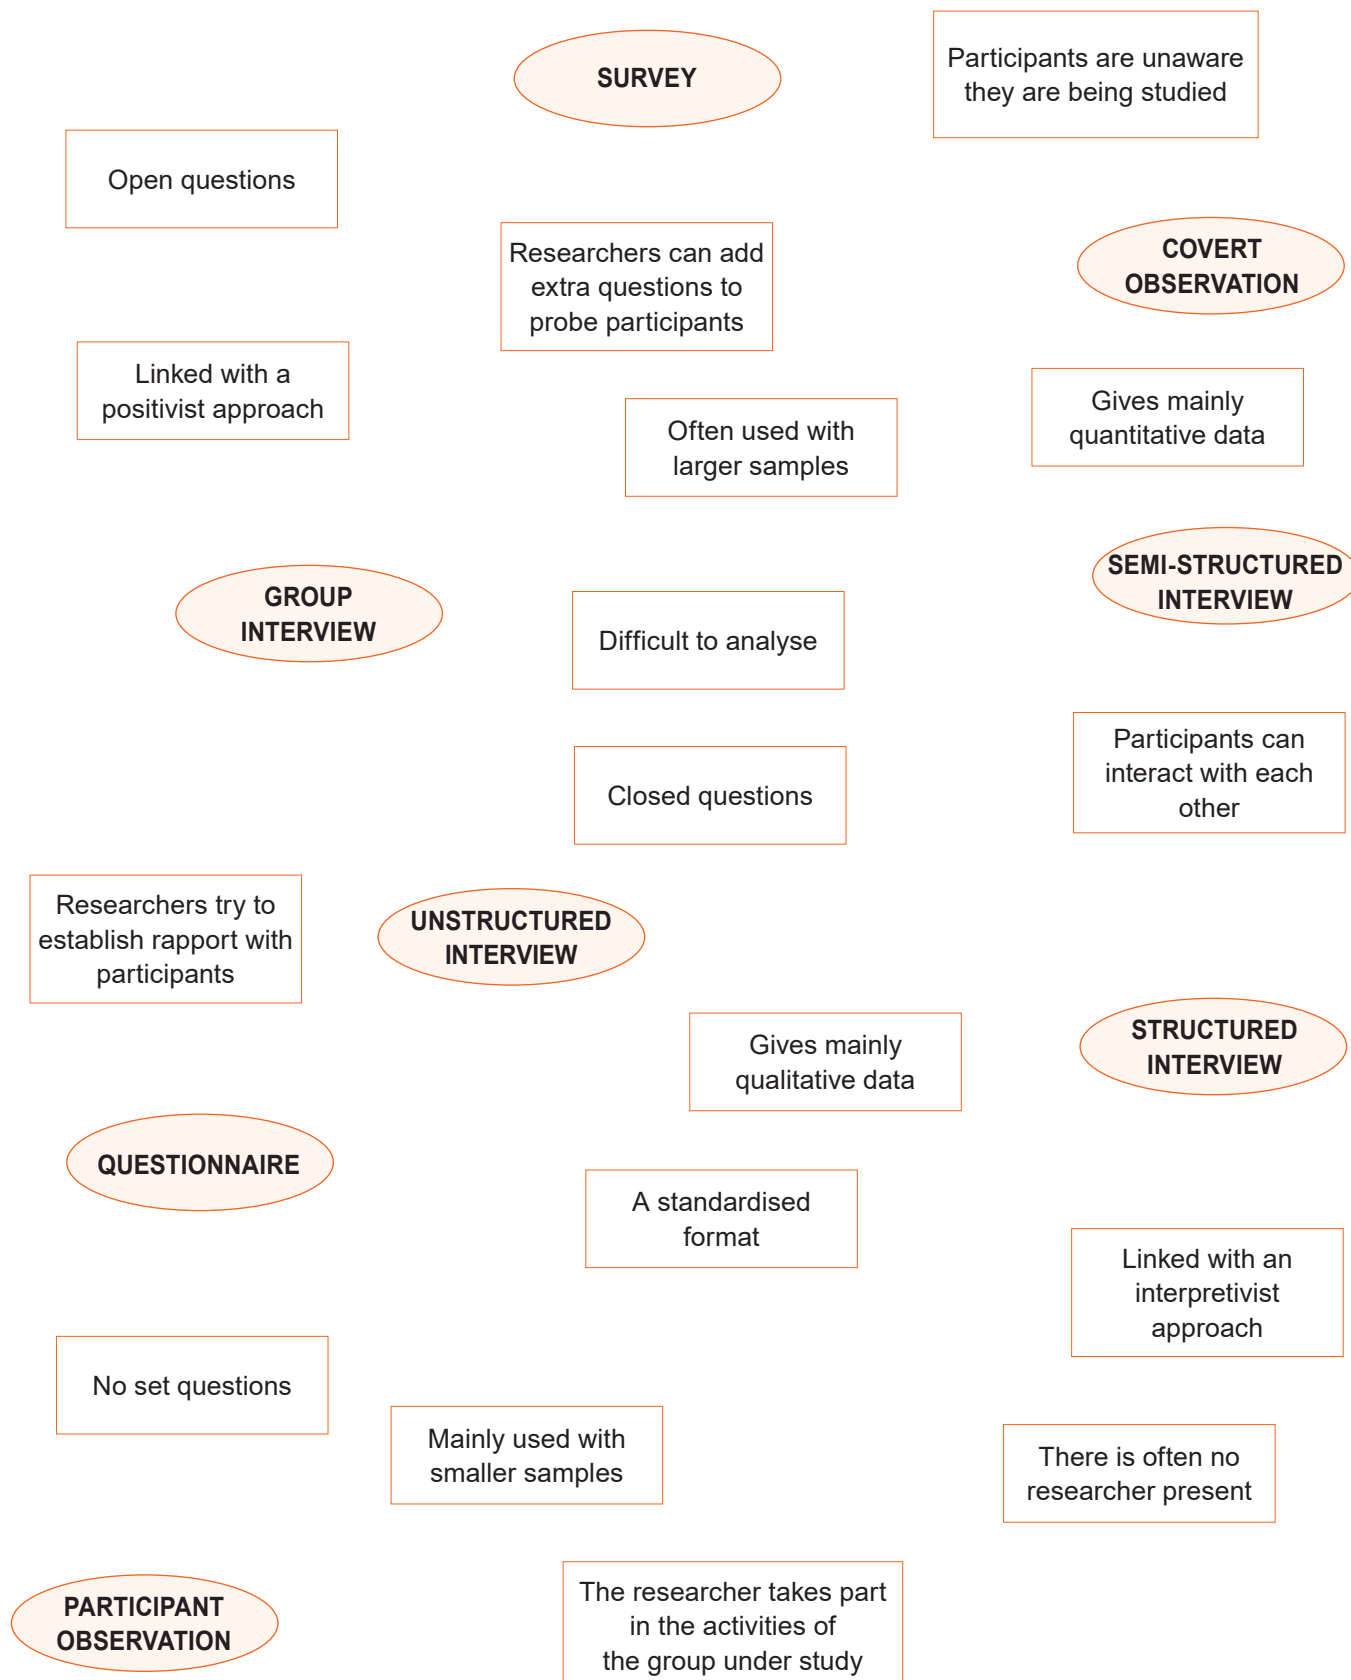 SURVEY
Participants are unaware
they are being studied
Open questions
Researchers can add
extra questions to
probe participants
COVERT
OBSERVATION
Linked with a
positivist approach
Often used with
larger samples
Gives mainly
quantitative data
GROUP
INTERVIEW
SEMI-STRUCTURED
INTERVIEW
Difficult to analyse
Participants can
interact with each
other
Closed questions
Researchers try to
establish rapport with
participants
UNSTRUCTURED
INTERVIEW
Gives mainly
qualitative data
STRUCTURED
INTERVIEW
QUESTIONNAIRE
A standardised
format
Linked with an
interpretivist
approach
No set questions
Mainly used with
smaller samples
There is often no
researcher present
PARTICIPANT
OBSERVATION
The researcher takes part
in the activities of
the group under study